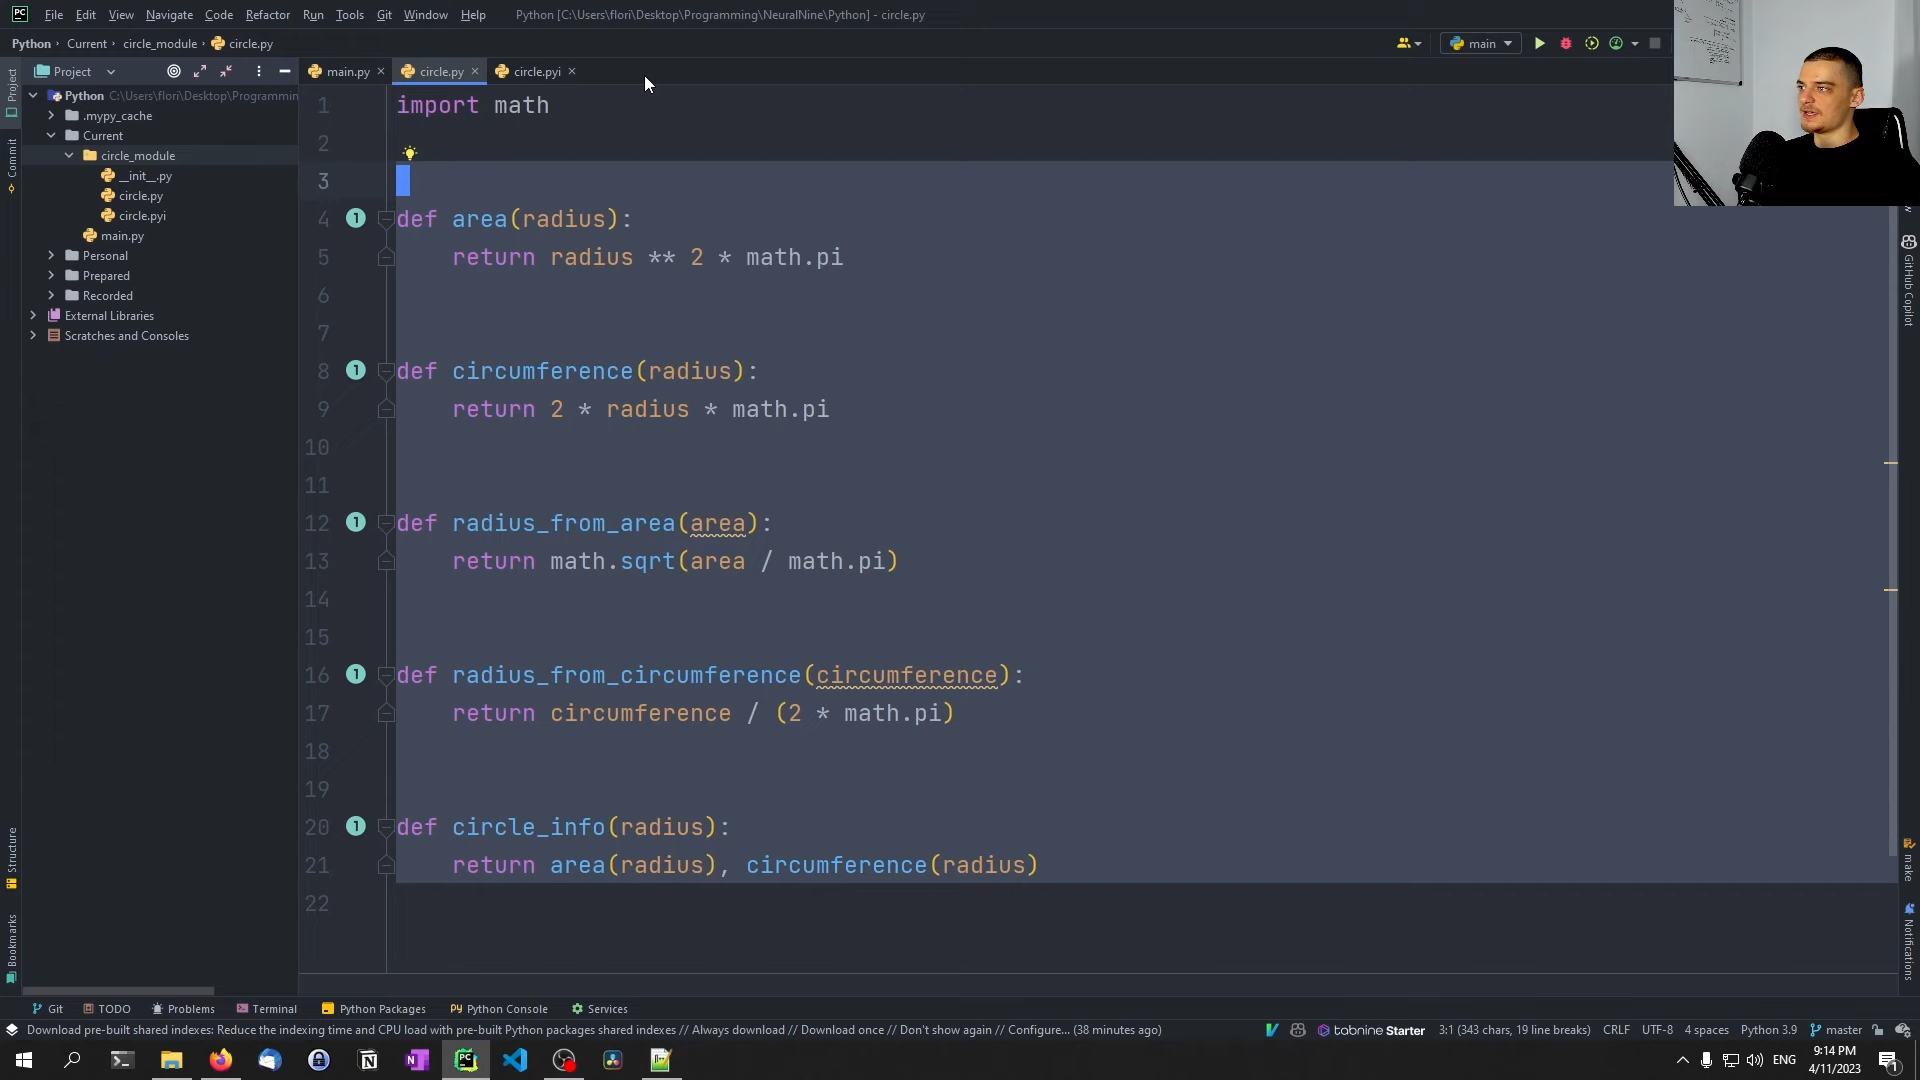 PC File Edit View Navigate Code Refactor Run Tools Git Window Help Python [C:\Users\flori\Desktop\Programming\NeuralNine\Python] - circle.py
Python › Current › circle_module › circle.py main
Project main.py circle.py circle.pyi
Project
Commit
Structure
Bookmarks
Python C:\Users\flori\Desktop\Programmin
.mypy_cache
Current
circle_module
__init__.py
circle.py
circle.pyi
main.py
Personal
Prepared
Recorded
External Libraries
Scratches and Consoles
1 import math
2
3
4 def area(radius):
5 return radius ** 2 * math.pi
6
7
8 def circumference(radius):
9 return 2 * radius * math.pi
10
11
12 def radius_from_area(area):
13 return math.sqrt(area / math.pi)
14
15
16 def radius_from_circumference(circumference):
17 return circumference / (2 * math.pi)
18
19
20 def circle_info(radius):
21 return area(radius), circumference(radius)
22
GitHub Copilot
make
Notifications
Git TODO Problems Terminal Python Packages Python Console Services
Download pre-built shared indexes: Reduce the indexing time and CPU load with pre-built Python packages shared indexes // Always download // Download once // Don't show again // Configure... (38 minutes ago) tabnine Starter 3:1 (343 chars, 19 line breaks) CRLF UTF-8 4 spaces Python 3.9 master
ENG 9:14 PM
4/11/2023